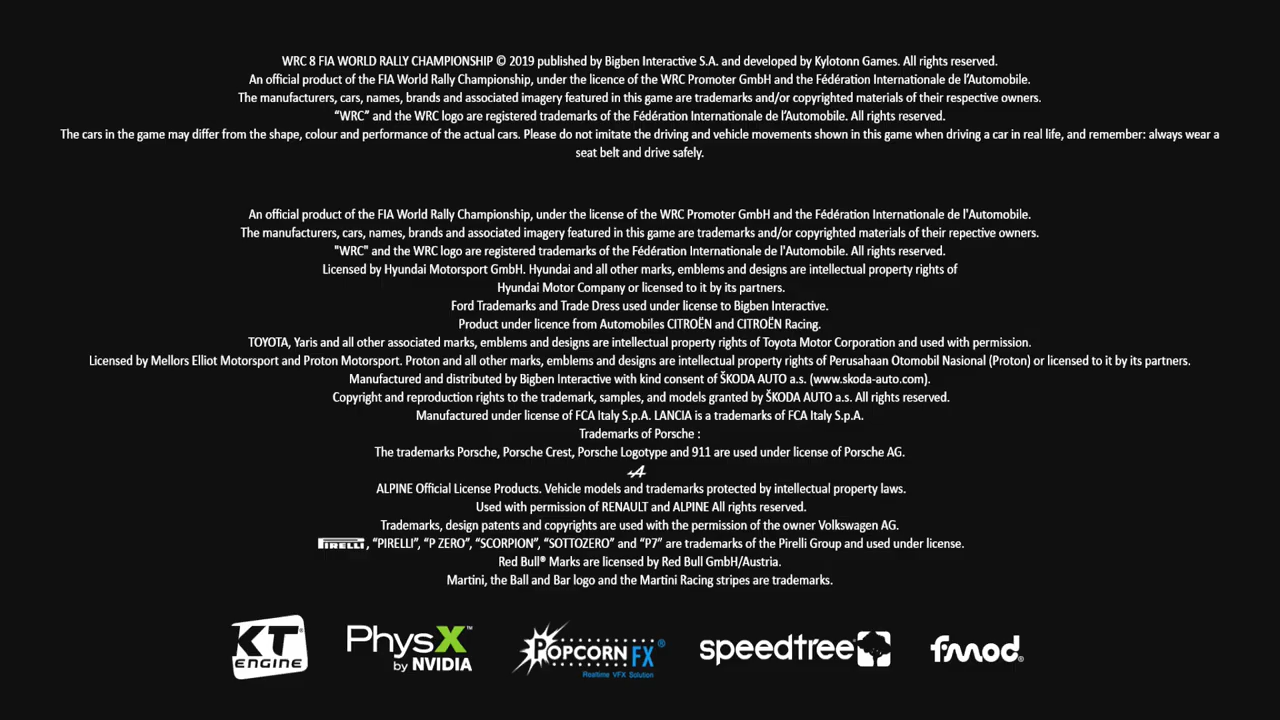 WRC 8 FIA WORLD RALLY CHAMPIONSHIP © 2019 published by Bigben Interactive S.A. and developed by Kylotonn Games. All rights reserved.
An official product of the FIA World Rally Championship, under the licence of the WRC Promoter GmbH and the Fédération Internationale de l’Automobile.
The manufacturers, cars, names, brands and associated imagery featured in this game are trademarks and/or copyrighted materials of their respective owners.
“WRC” and the WRC logo are registered trademarks of the Fédération Internationale de l’Automobile. All rights reserved.
The cars in the game may differ from the shape, colour and performance of the actual cars. Please do not imitate the driving and vehicle movements shown in this game when driving a car in real life, and remember: always wear a
seat belt and drive safely.
An official product of the FIA World Rally Championship, under the license of the WRC Promoter GmbH and the Fédération Internationale de l'Automobile.
The manufacturers, cars, names, brands and associated imagery featured in this game are trademarks and/or copyrighted materials of their repective owners.
"WRC" and the WRC logo are registered trademarks of the Fédération Internationale de l'Automobile. All rights reserved.
Licensed by Hyundai Motorsport GmbH. Hyundai and all other marks, emblems and designs are intellectual property rights of
Hyundai Motor Company or licensed to it by its partners.
Ford Trademarks and Trade Dress used under license to Bigben Interactive.
Product under licence from Automobiles CITROËN and CITROËN Racing.
TOYOTA, Yaris and all other associated marks, emblems and designs are intellectual property rights of Toyota Motor Corporation and used with permission.
Licensed by Mellors Elliot Motorsport and Proton Motorsport. Proton and all other marks, emblems and designs are intellectual property rights of Perusahaan Otomobil Nasional (Proton) or licensed to it by its partners.
Manufactured and distributed by Bigben Interactive with kind consent of ŠKODA AUTO a.s. (www.skoda-auto.com).
Copyright and reproduction rights to the trademark, samples, and models granted by ŠKODA AUTO a.s. All rights reserved.
Manufactured under license of FCA Italy S.p.A. LANCIA is a trademarks of FCA Italy S.p.A.
Trademarks of Porsche :
The trademarks Porsche, Porsche Crest, Porsche Logotype and 911 are used under license of Porsche AG.
ALPINE Official License Products. Vehicle models and trademarks protected by intellectual property laws.
Used with permission of RENAULT and ALPINE All rights reserved.
Trademarks, design patents and copyrights are used with the permission of the owner Volkswagen AG.
PIRELLI, “PIRELLI”, “P ZERO”, “SCORPION”, “SOTTOZERO” and “P7” are trademarks of the Pirelli Group and used under license.
Red Bull® Marks are licensed by Red Bull GmbH/Austria.
Martini, the Ball and Bar logo and the Martini Racing stripes are trademarks.
KT ENGINE® PhysX™ by NVIDIA POPCORN FX® Realtime VFX Solution speedtree® fmod®